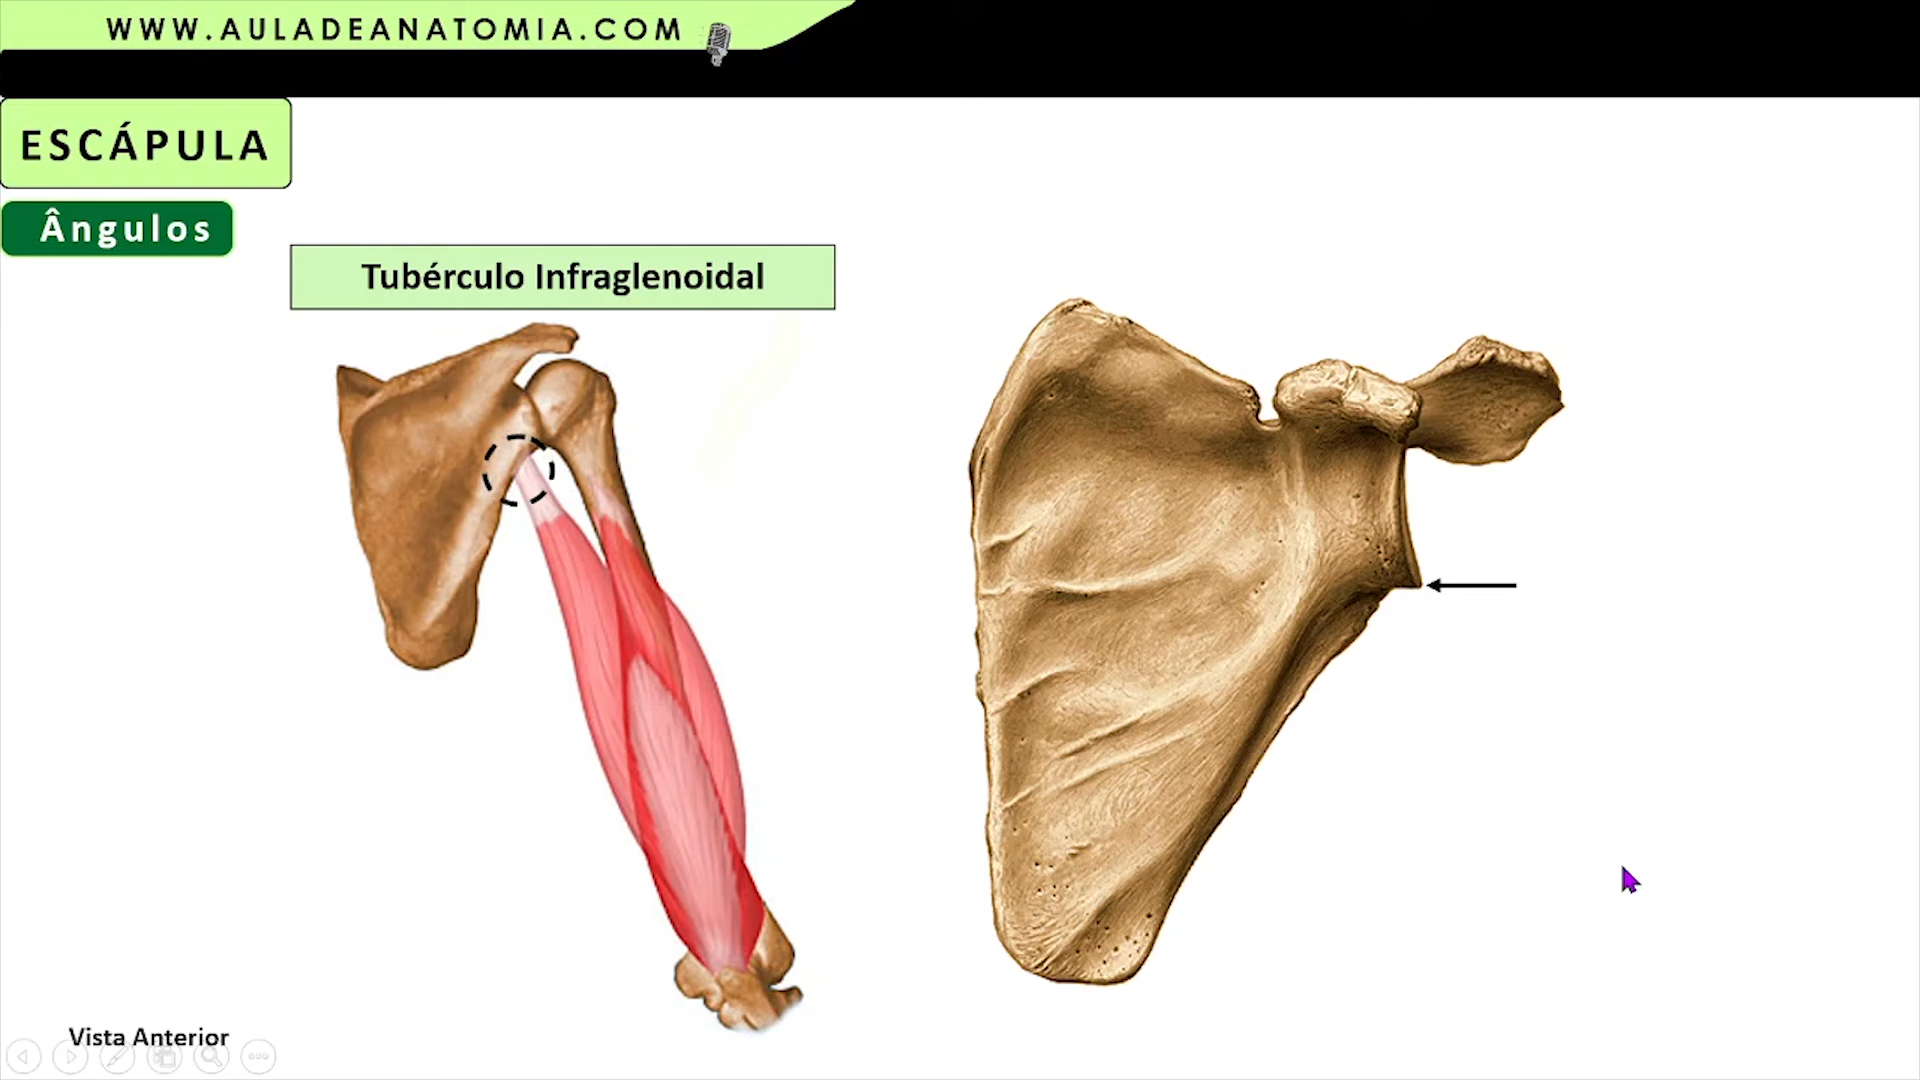 WWW.AULADEANATOMIA.COM
ESCÁPULA
Ângulos
Tubérculo Infraglenoidal
Vista Anterior